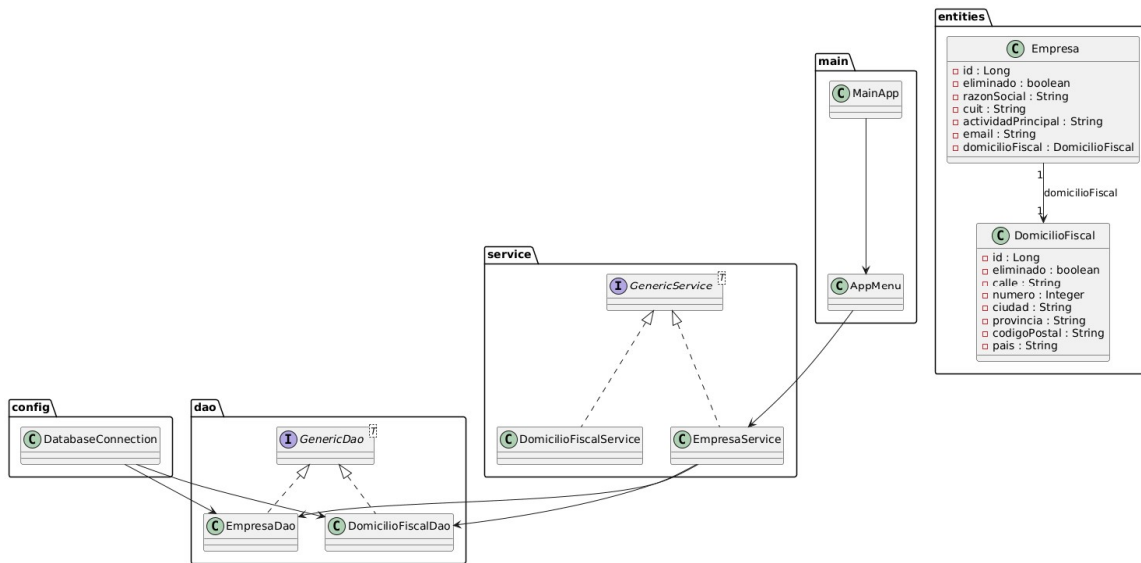 entities
C Empresa
id : Long
eliminado : boolean
razonSocial : String
cuit : String
actividadPrincipal : String
email : String
domicilioFiscal : DomicilioFiscal
1
domicilioFiscal
1
C DomicilioFiscal
id : Long
eliminado : boolean
calle : String
numero : Integer
ciudad : String
provincia : String
codigoPostal : String
pais : String
main
C MainApp
C AppMenu
service
I GenericService T
C DomicilioFiscalService
C EmpresaService
config
C DatabaseConnection
dao
I GenericDao T
C EmpresaDao
C DomicilioFiscalDao